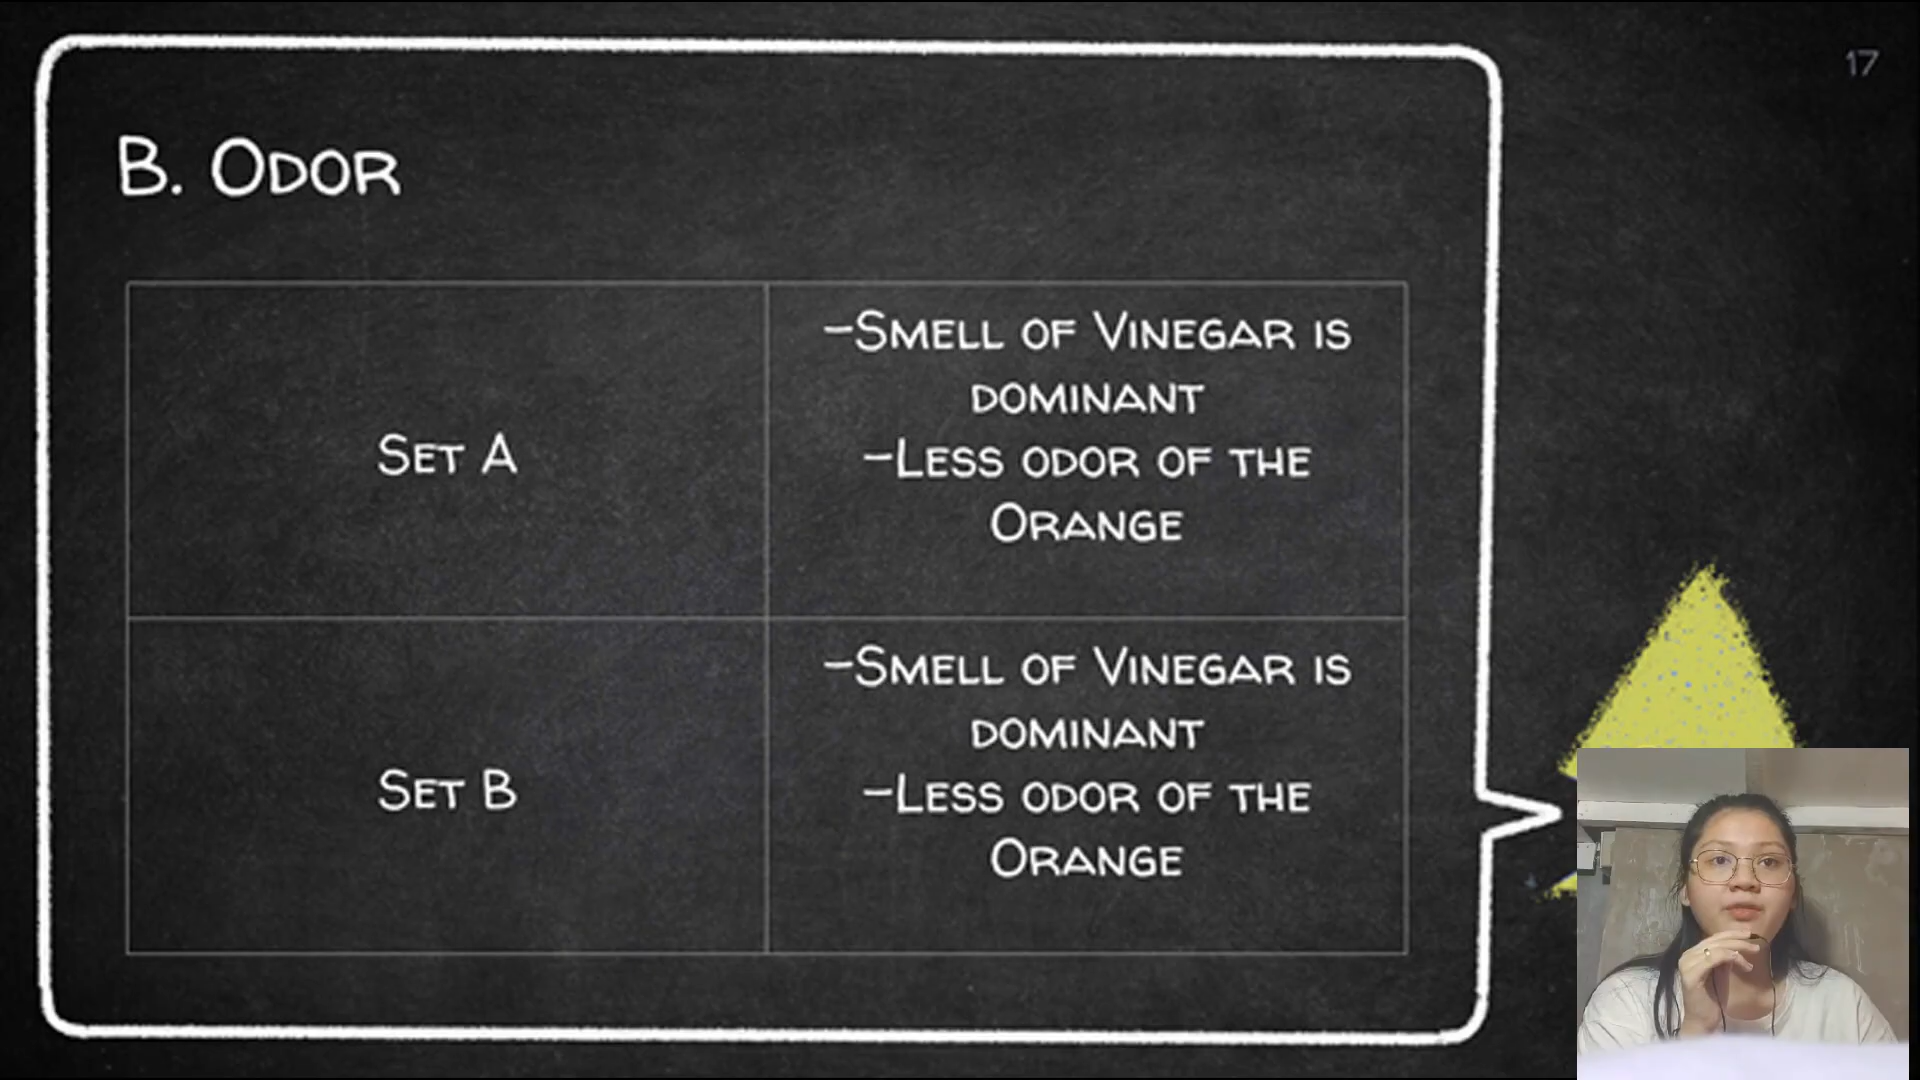 17
B. Odor
Set A
-Smell of Vinegar is
dominant
-Less odor of the
Orange
Set B
-Smell of Vinegar is
dominant
-Less odor of the
Orange